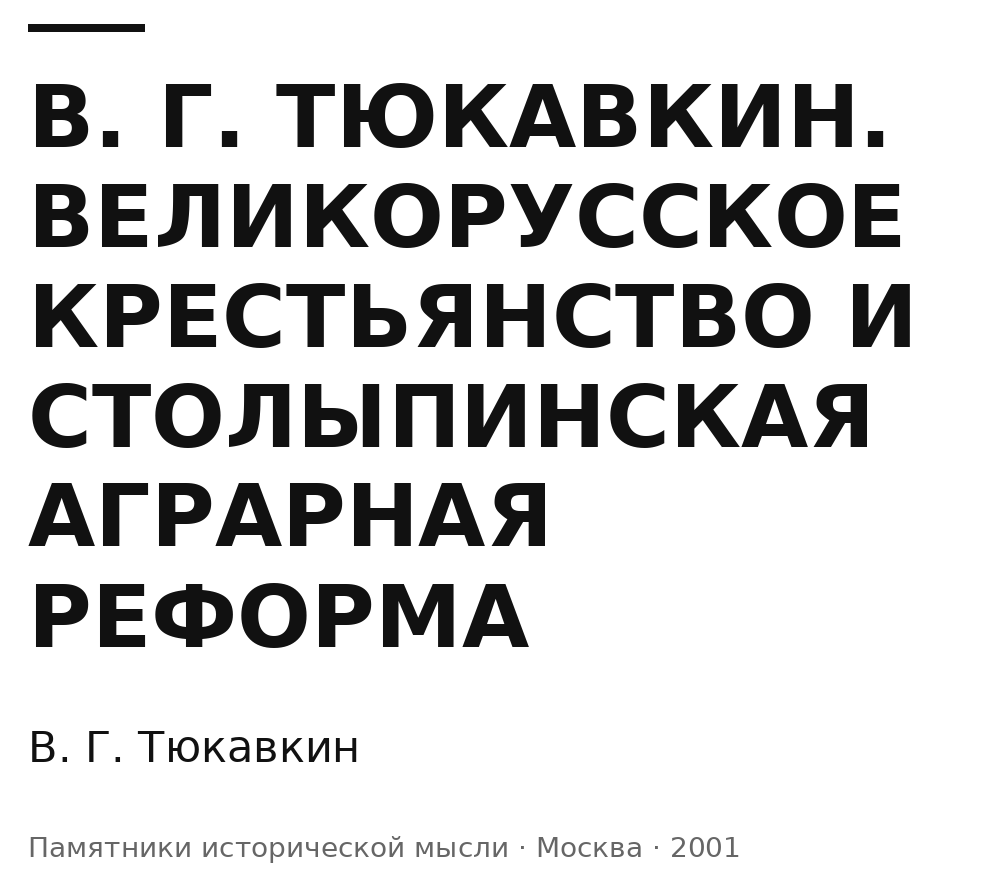 В. Г. ТЮКАВКИН.
ВЕЛИКОРУССКОЕ
КРЕСТЬЯНСТВО И
СТОЛЫПИНСКАЯ
АГРАРНАЯ
РЕФОРМА
В. Г. Тюкавкин
Памятники исторической мысли · Москва · 2001